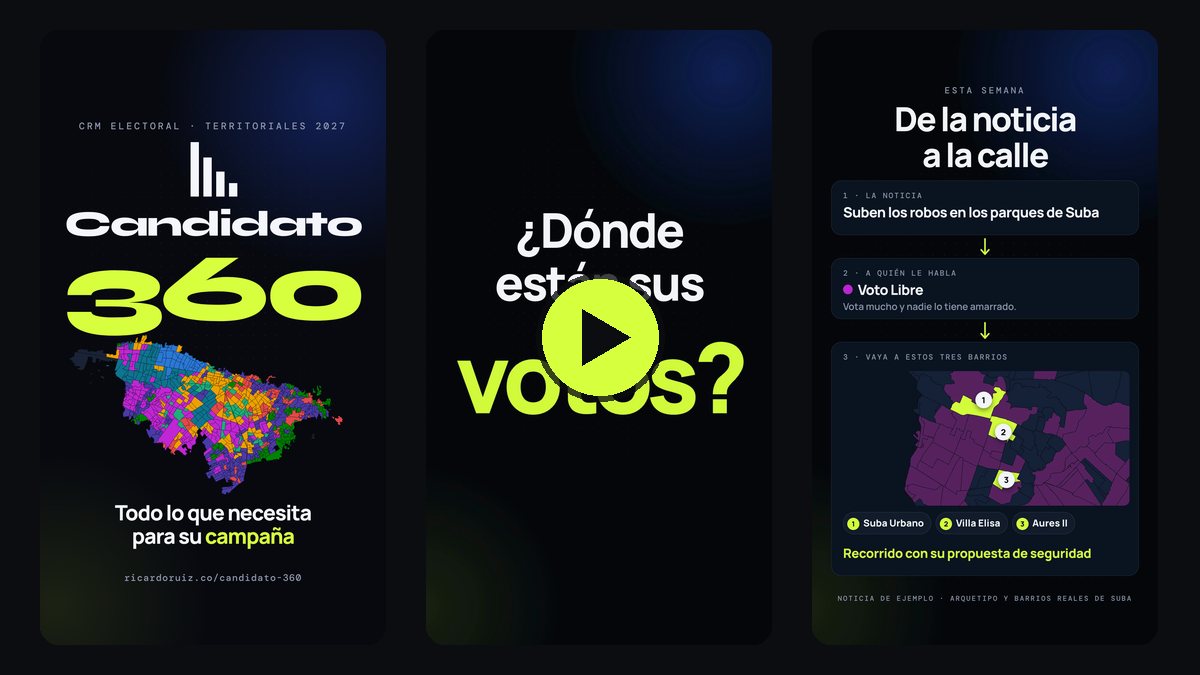 CRM ELECTORAL · TERRITORIALES 2027
Candidato
360
Todo lo que necesita
para su campaña
ricardoruiz.co/candidato-360
¿Dónde
están sus
votos?
ESTA SEMANA
De la noticia
a la calle
1 · LA NOTICIA
Suben los robos en los parques de Suba
2 · A QUIÉN LE HABLA
Voto Libre
Vota mucho y nadie lo tiene amarrado.
3 · VAYA A ESTOS TRES BARRIOS
1
2
3
1 Suba Urbano 2 Villa Elisa 3 Aures II
Recorrido con su propuesta de seguridad
NOTICIA DE EJEMPLO · ARQUETIPO Y BARRIOS REALES DE SUBA